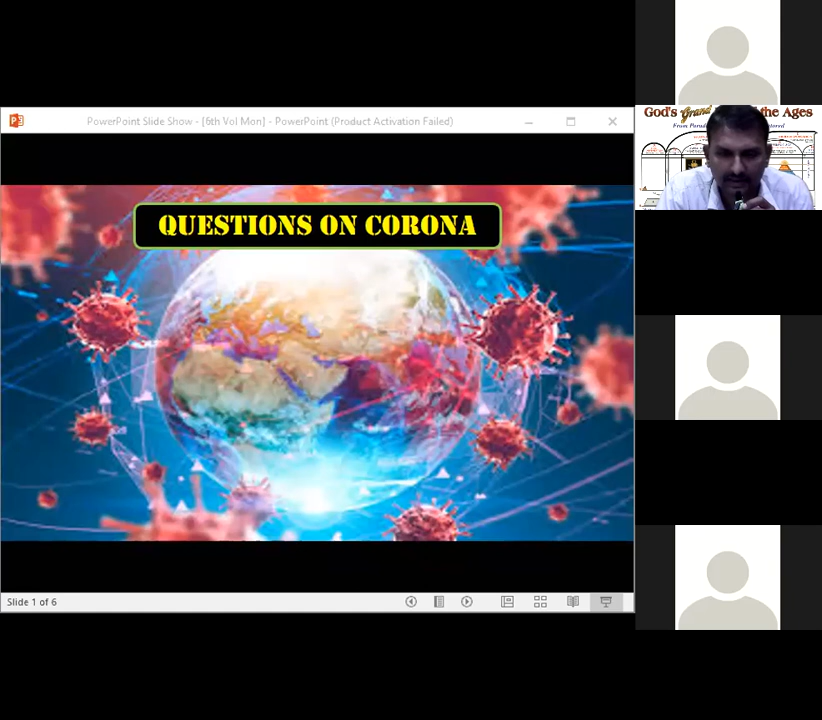 PowerPoint Slide Show - [6th Vol Mon] - PowerPoint (Product Activation Failed)
QUESTIONS ON CORONA
Slide 1 of 6
God's Grand
the Ages